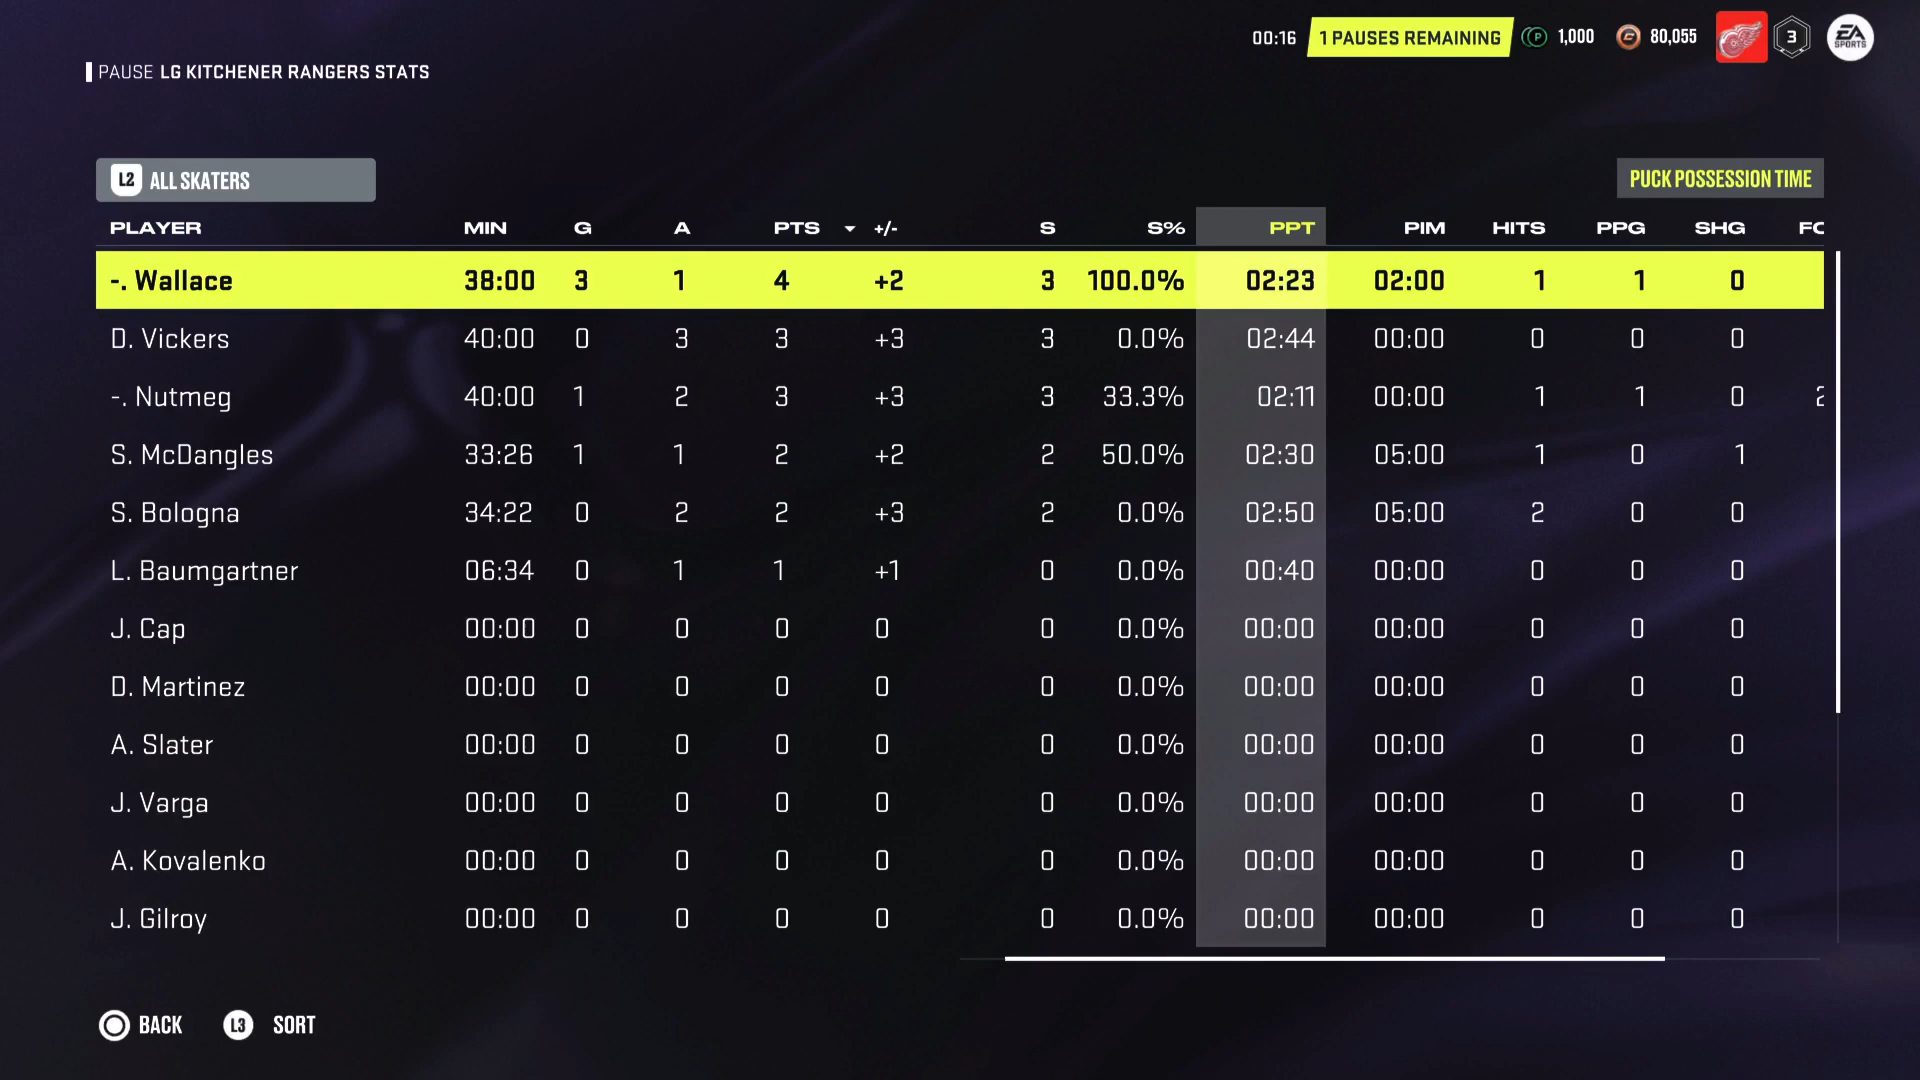 00:16 1 PAUSES REMAINING P 1,000 G 80,055 3 EA SPORTS
PAUSE LG KITCHENER RANGERS STATS
L2 ALL SKATERS PUCK POSSESSION TIME
PLAYER MIN G A PTS +/- S S% PPT PIM HITS PPG SHG
-. Wallace 38:00 3 1 4 +2 3 100.0% 02:23 02:00 1 1 0
D. Vickers 40:00 0 3 3 +3 3 0.0% 02:44 00:00 0 0 0
-. Nutmeg 40:00 1 2 3 +3 3 33.3% 02:11 00:00 1 1 0
S. McDangles 33:26 1 1 2 +2 2 50.0% 02:30 05:00 1 0 1
S. Bologna 34:22 0 2 2 +3 2 0.0% 02:50 05:00 2 0 0
L. Baumgartner 06:34 0 1 1 +1 0 0.0% 00:40 00:00 0 0 0
J. Cap 00:00 0 0 0 0 0 0.0% 00:00 00:00 0 0 0
D. Martinez 00:00 0 0 0 0 0 0.0% 00:00 00:00 0 0 0
A. Slater 00:00 0 0 0 0 0 0.0% 00:00 00:00 0 0 0
J. Varga 00:00 0 0 0 0 0 0.0% 00:00 00:00 0 0 0
A. Kovalenko 00:00 0 0 0 0 0 0.0% 00:00 00:00 0 0 0
J. Gilroy 00:00 0 0 0 0 0 0.0% 00:00 00:00 0 0 0
BACK L3 SORT